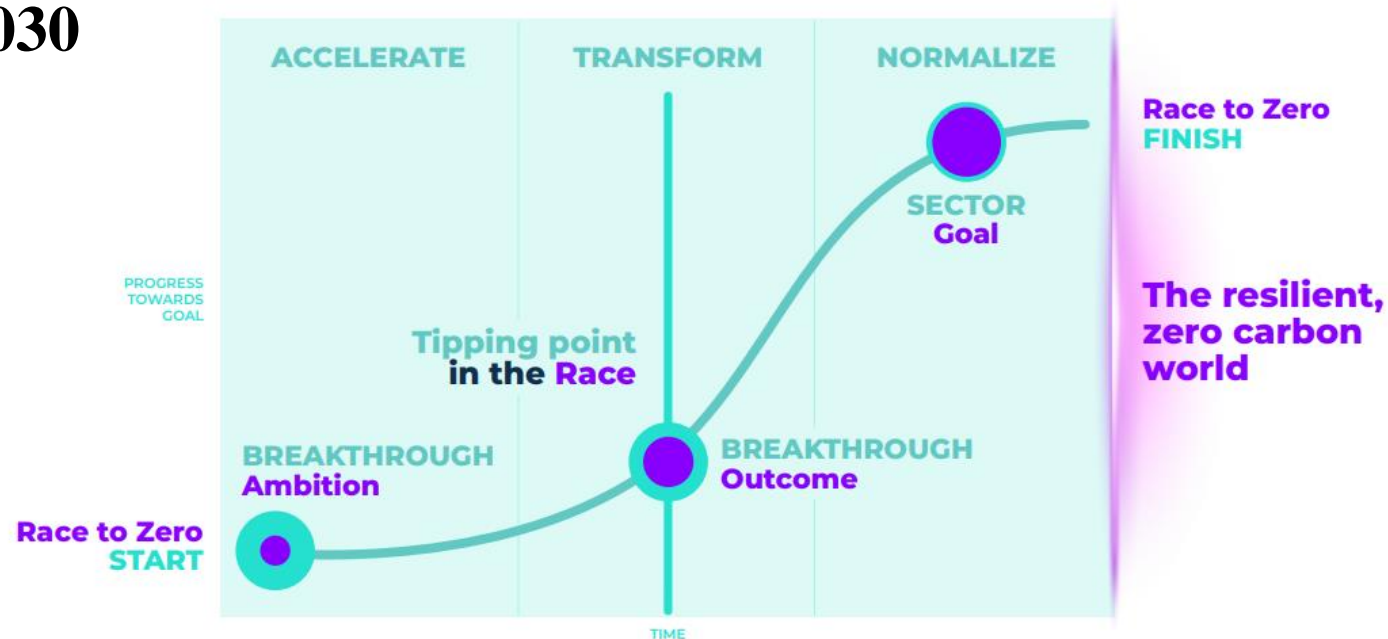 030
ACCELERATE
TRANSFORM
NORMALIZE
Race to Zero
FINISH
SECTOR
Goal
PROGRESS
TOWARDS
GOAL
The resilient,
zero carbon
world
Tipping point
in the Race
BREAKTHROUGH
Ambition
BREAKTHROUGH
Outcome
Race to Zero
START
TIME